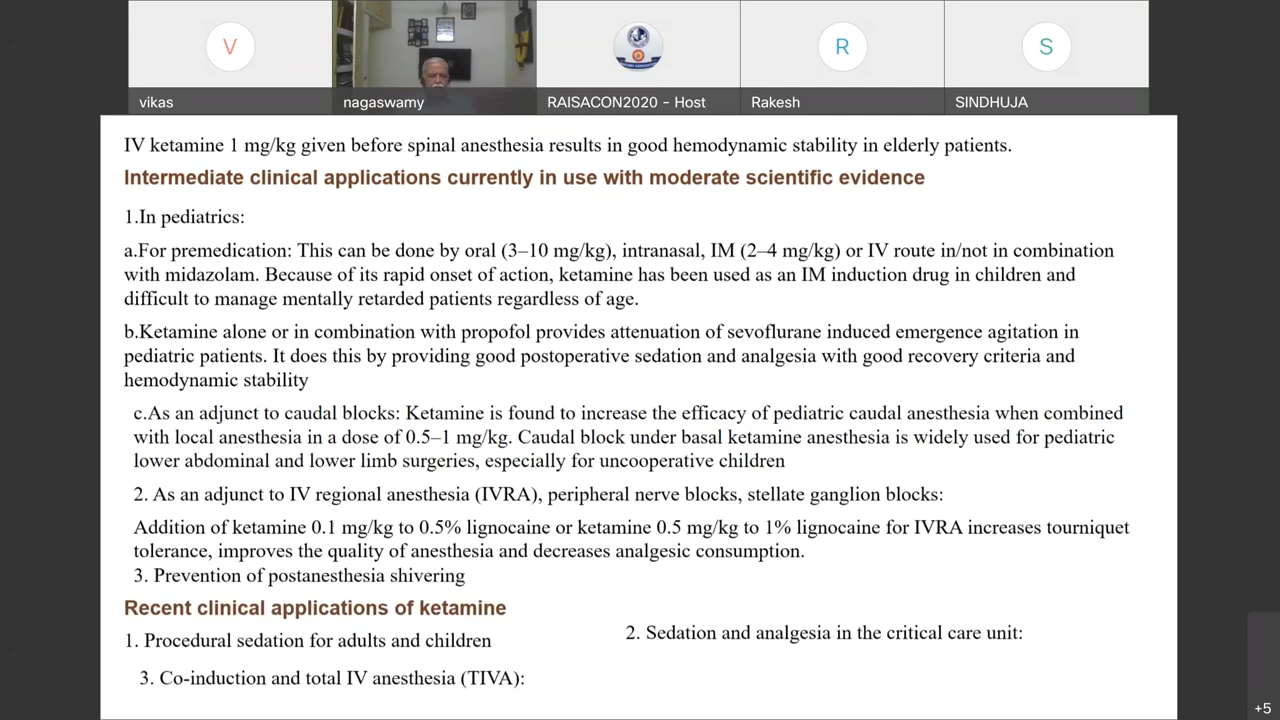 V
R
S
vikas
nagaswamy
RAISACON2020 - Host
Rakesh
SINDHUJA
IV ketamine 1 mg/kg given before spinal anesthesia results in good hemodynamic stability in elderly patients.
Intermediate clinical applications currently in use with moderate scientific evidence
1.In pediatrics:
a.For premedication: This can be done by oral (3–10 mg/kg), intranasal, IM (2–4 mg/kg) or IV route in/not in combination
with midazolam. Because of its rapid onset of action, ketamine has been used as an IM induction drug in children and
difficult to manage mentally retarded patients regardless of age.
b.Ketamine alone or in combination with propofol provides attenuation of sevoflurane induced emergence agitation in
pediatric patients. It does this by providing good postoperative sedation and analgesia with good recovery criteria and
hemodynamic stability
c.As an adjunct to caudal blocks: Ketamine is found to increase the efficacy of pediatric caudal anesthesia when combined
with local anesthesia in a dose of 0.5–1 mg/kg. Caudal block under basal ketamine anesthesia is widely used for pediatric
lower abdominal and lower limb surgeries, especially for uncooperative children
2. As an adjunct to IV regional anesthesia (IVRA), peripheral nerve blocks, stellate ganglion blocks:
Addition of ketamine 0.1 mg/kg to 0.5% lignocaine or ketamine 0.5 mg/kg to 1% lignocaine for IVRA increases tourniquet
tolerance, improves the quality of anesthesia and decreases analgesic consumption.
3. Prevention of postanesthesia shivering
Recent clinical applications of ketamine
1. Procedural sedation for adults and children
2. Sedation and analgesia in the critical care unit:
3. Co-induction and total IV anesthesia (TIVA):
+5